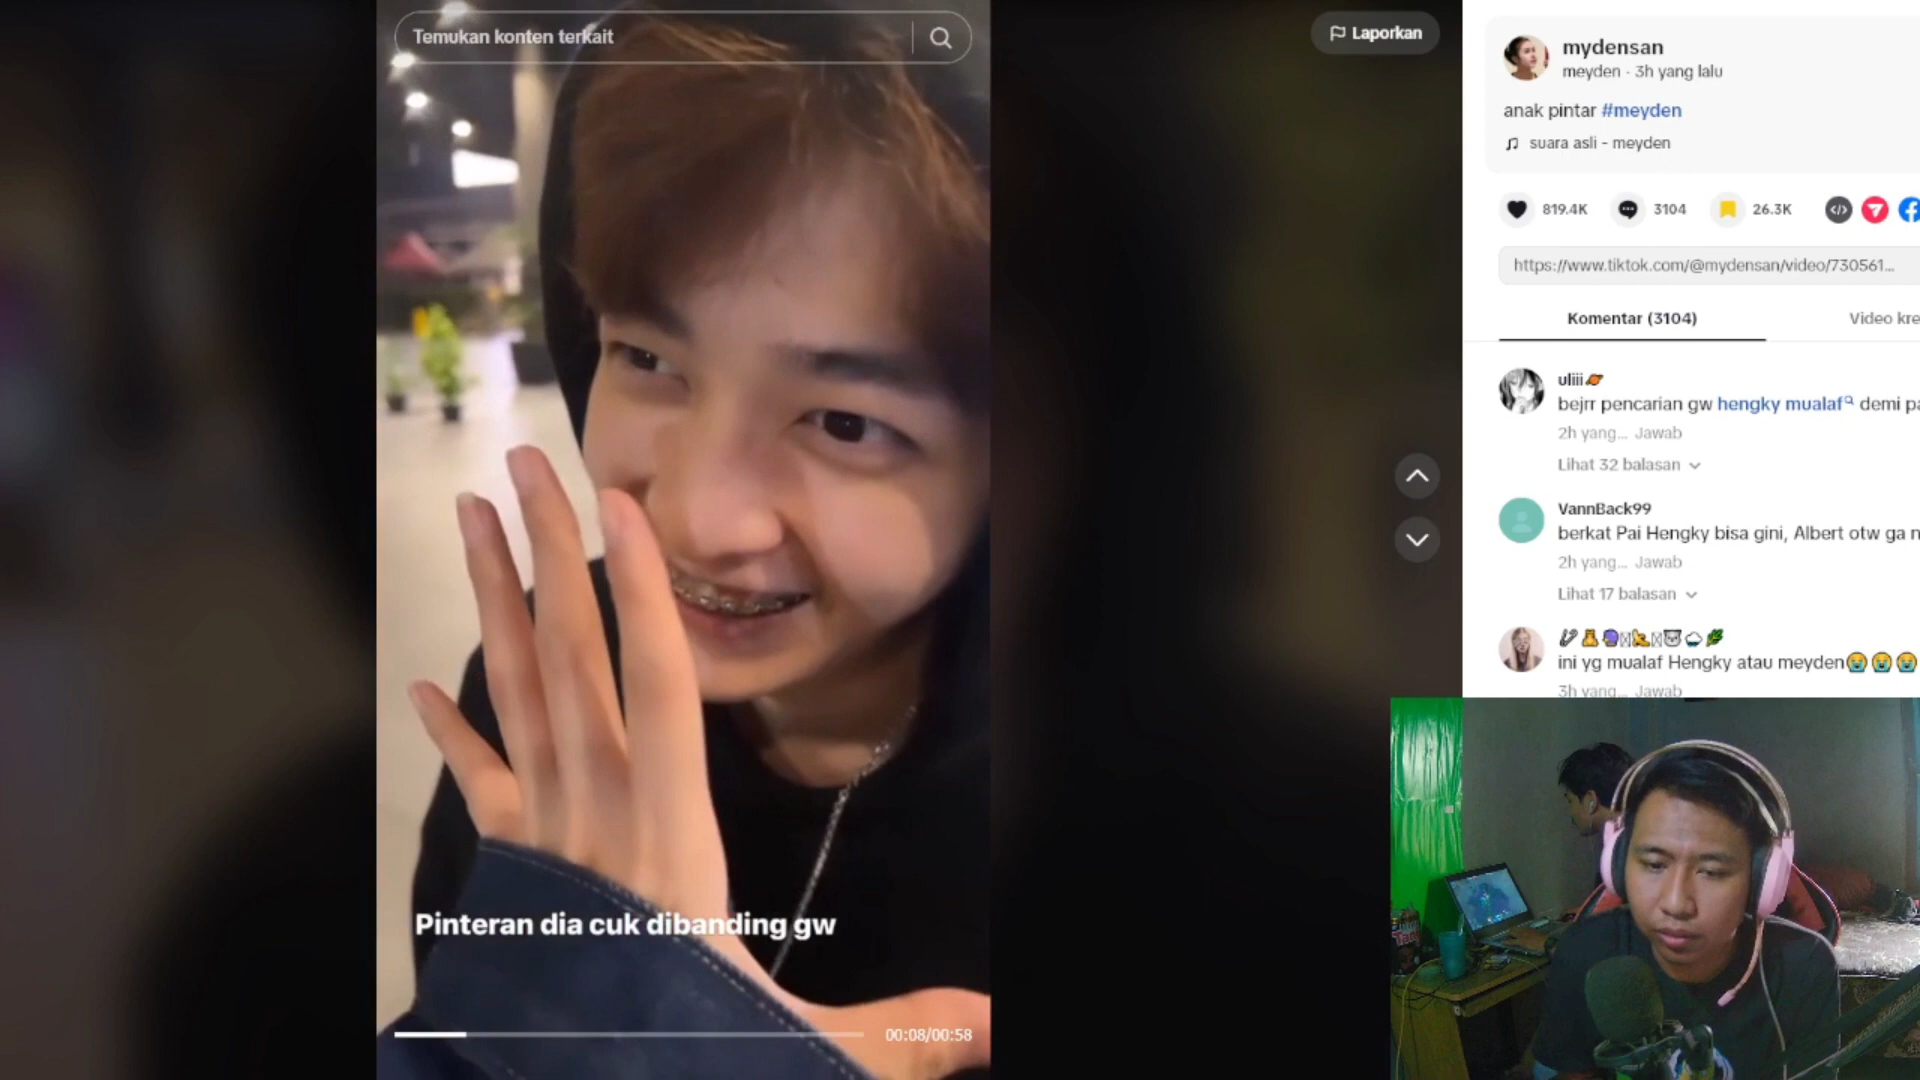 Temukan konten terkait
Laporkan
Pinteran dia cuk dibanding gw
00:08/00:58
mydensan
meyden · 3h yang lalu
anak pintar #meyden
suara asli - meyden
819.4K
3104
26.3K
https://www.tiktok.com/@mydensan/video/730561...
Komentar (3104)
Video kre
uliii🪐
bejrr pencarian gw hengky mualaf demi pa
2h yang... Jawab
Lihat 32 balasan
VannBack99
berkat Pai Hengky bisa gini, Albert otw ga n
2h yang... Jawab
Lihat 17 balasan
ini yg mualaf Hengky atau meyden😭😭😭
3h yang... Jawab